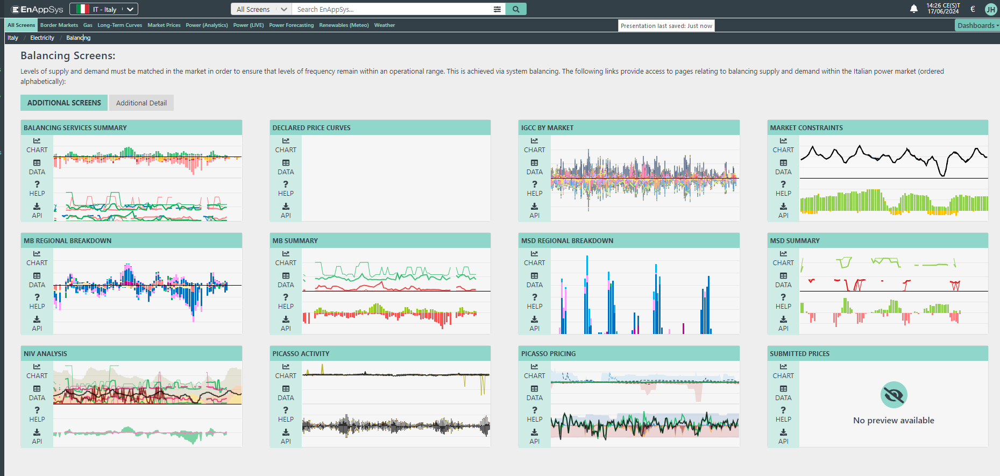 EnAppSys
IT - Italy
All Screens
Search EnAppSys...
14:26 CE(S)T
17/06/2024
€
JH
All Screens Border Markets Gas Long-Term Curves Market Prices Power (Analytics) Power (LIVE) Power Forecasting Renewables (Meteo) Weather
Presentation last saved: Just now
Dashboards
Italy / Electricity / Balancing
Balancing Screens:
Levels of supply and demand must be matched in the market in order to ensure that levels of frequency remain within an operational range. This is achieved via system balancing. The following links provide access to pages relating to balancing supply and demand within the Italian power market (ordered
alphabetically):
ADDITIONAL SCREENS
Additional Detail
BALANCING SERVICES SUMMARY
CHART
DATA
HELP
API
DECLARED PRICE CURVES
CHART
DATA
HELP
API
IGCC BY MARKET
CHART
DATA
HELP
API
MARKET CONSTRAINTS
CHART
DATA
HELP
API
MB REGIONAL BREAKDOWN
CHART
DATA
HELP
API
MB SUMMARY
CHART
DATA
HELP
API
MSD REGIONAL BREAKDOWN
CHART
DATA
HELP
API
MSD SUMMARY
CHART
DATA
HELP
API
NIV ANALYSIS
CHART
DATA
HELP
API
PICASSO ACTIVITY
CHART
DATA
HELP
API
PICASSO PRICING
CHART
DATA
HELP
API
SUBMITTED PRICES
CHART
DATA
HELP
API
No preview available